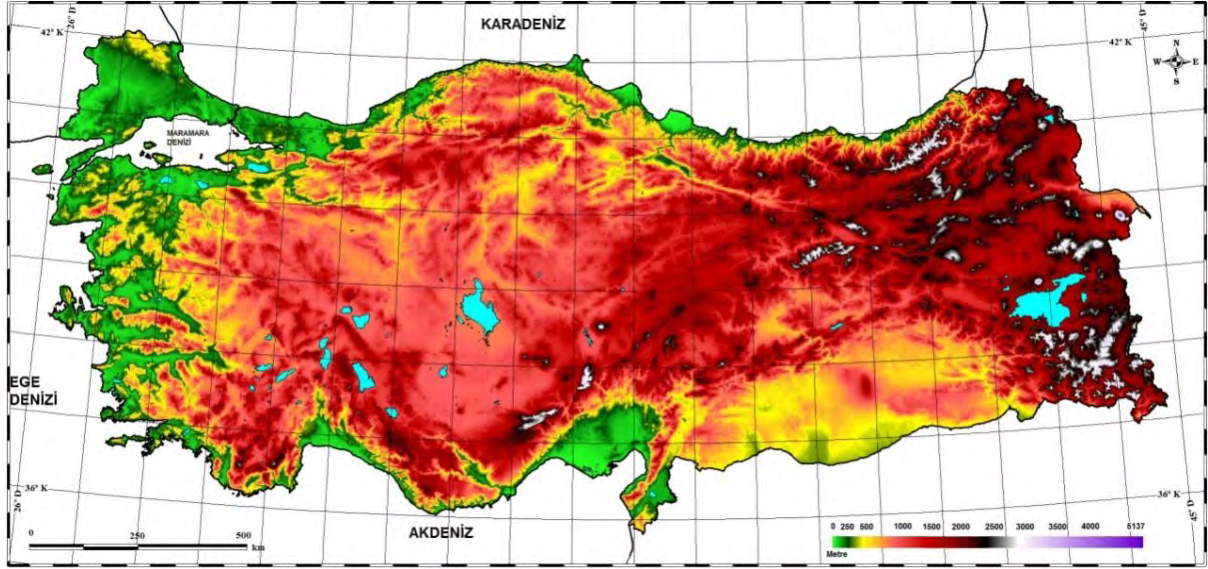 26° D
45° D
42° K
KARADENİZ
42° K
N
W E
S
MARAMARA
DENİZİ
EGE
DENİZİ
36° K
26° D
36° K
45° D
AKDENİZ
0 250 500
km
0 250 500 1000 1500 2000 2500 3000 3500 4000 5137
Metre